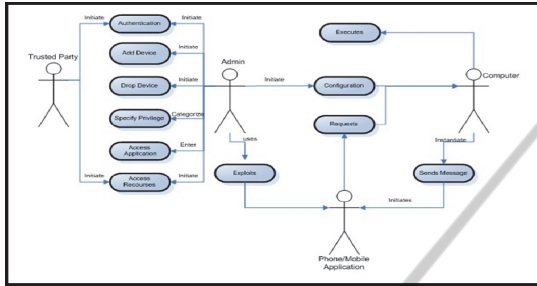 Initiate
Authentication
Initiate
Executes
Trusted Party
Add Device
Admin
Computer
Drop Device
Initiate
Initiate
Configuration
Specify Privilege
Categorize
Requests
Access
Application
Enter
uses
Instantiate
Initiate
Access
Recourses
Initiate
Exploits
Sends Message
Initiates
Phone/Mobile
Application